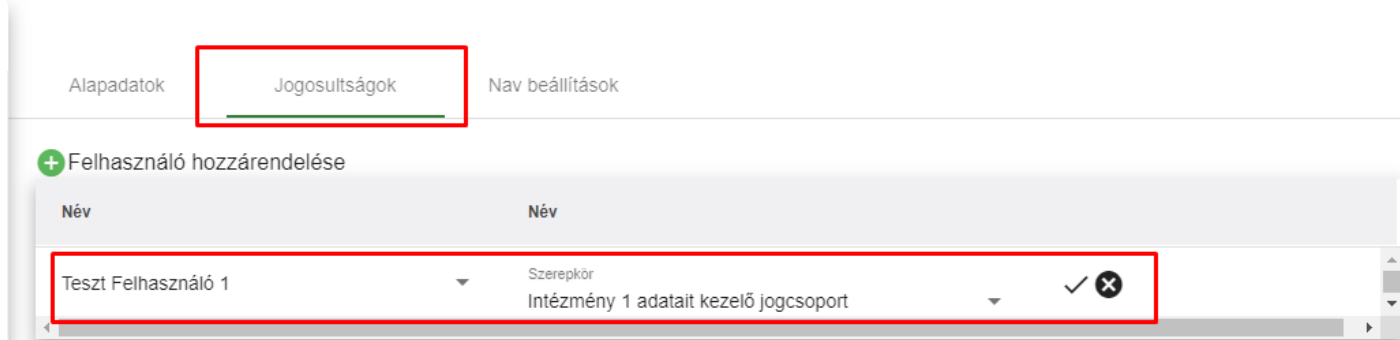 Alapadatok Jogosultságok Nav beállítások
Felhasználó hozzárendelése
Név Név
Szerepkör
Teszt Felhasználó 1 Intézmény 1 adatait kezelő jogcsoport